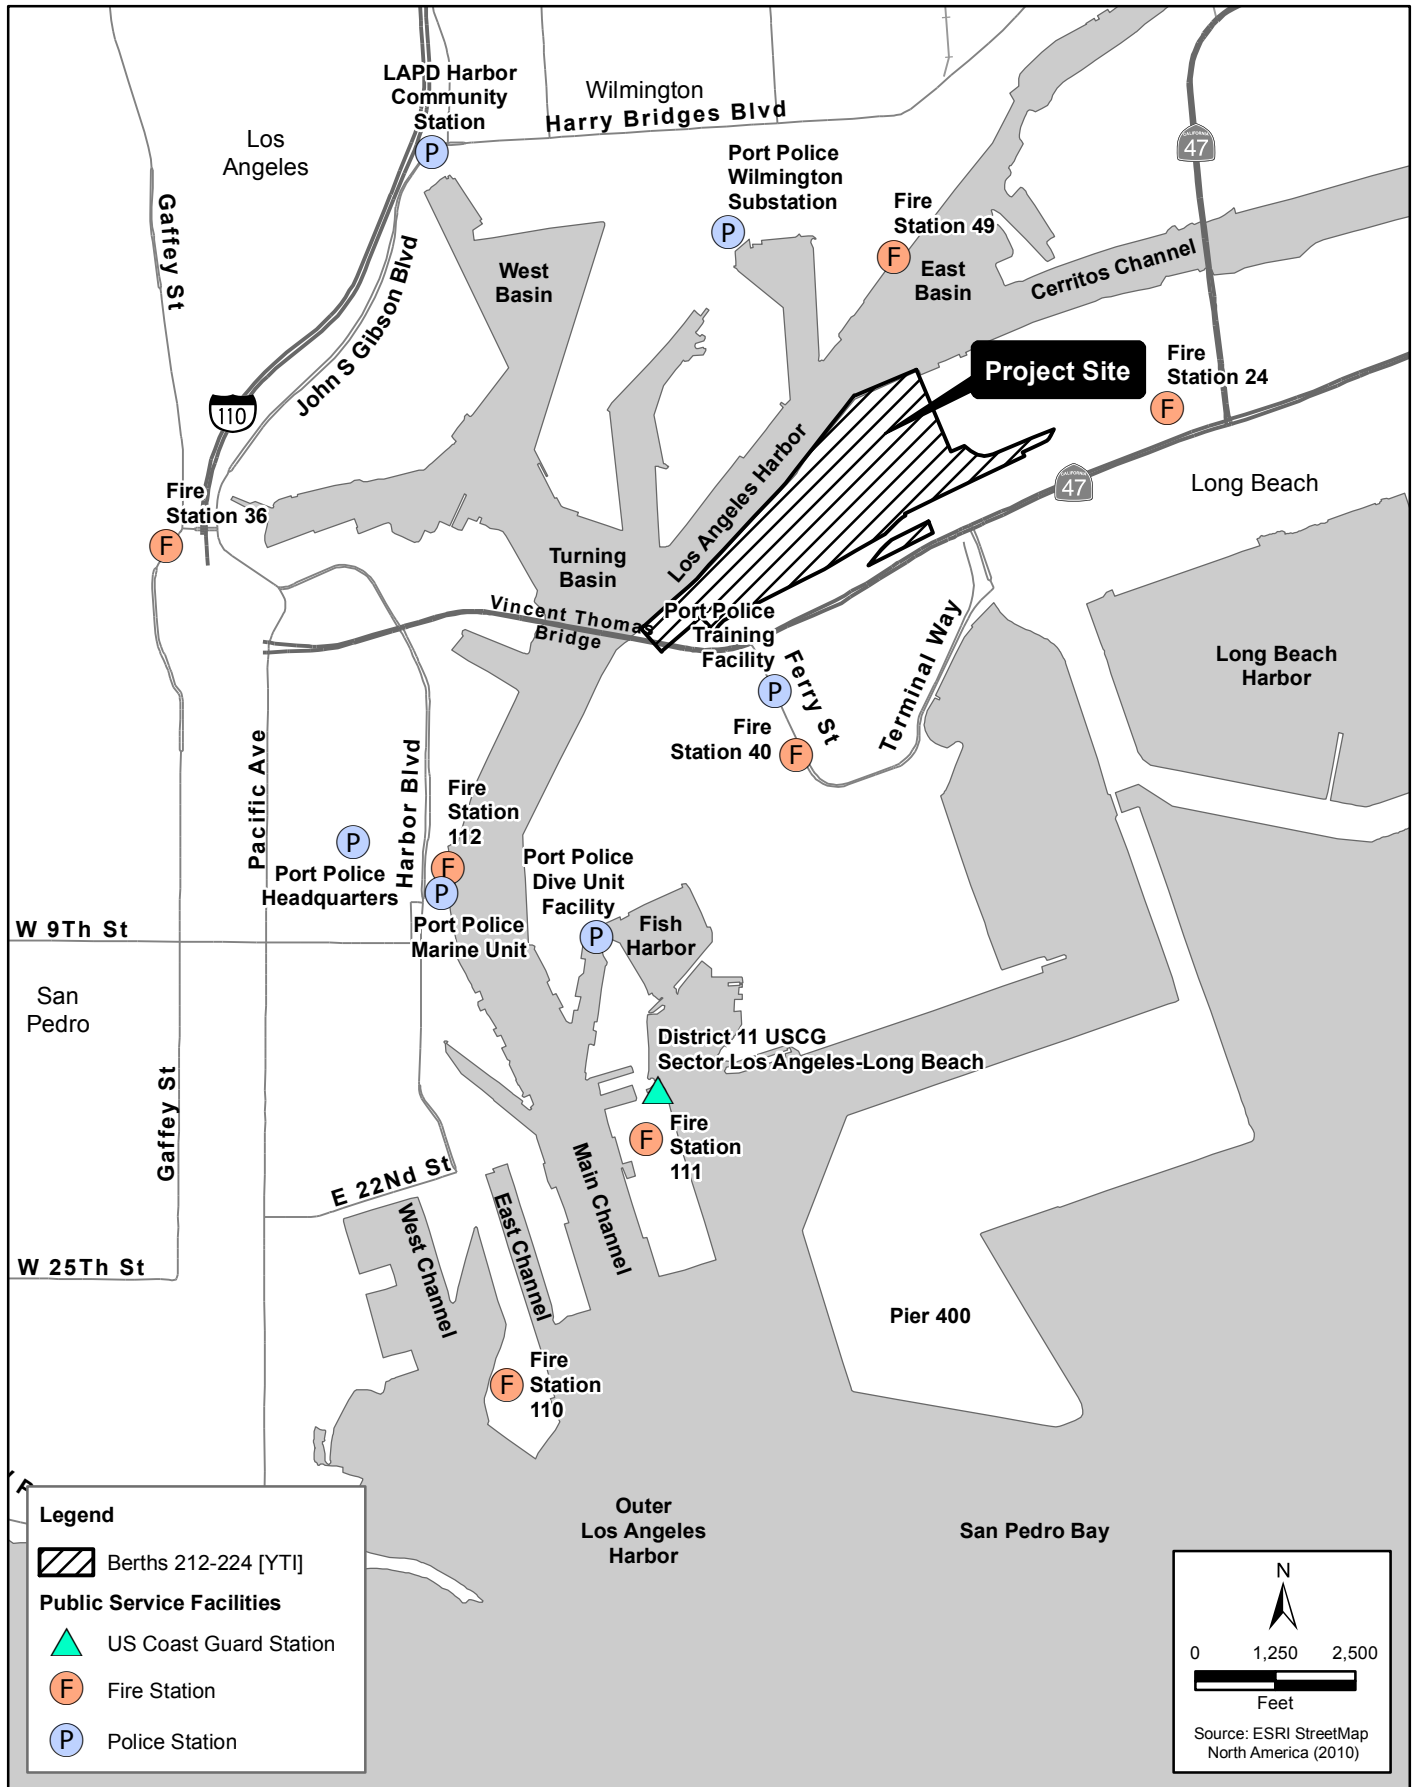 LAPD Harbor
Community
Station
P
Los
Angeles
Wilmington
Harry Bridges Blvd
Port Police
Wilmington
Substation
P
Fire
Station 49
F
CALIFORNIA
47
Gaffey St
John S Gibson Blvd
West
Basin
East
Basin
Cerritos Channel
Project Site
Fire
Station 24
F
110
Los Angeles Harbor
CALIFORNIA
47
Long Beach
Fire
Station 36
F
Turning
Basin
Vincent Thomas
Bridge
Port Police
Training
Facility
P
Ferry St
Terminal Way
Long Beach
Harbor
Fire
Station 40
F
Pacific Ave
Harbor Blvd
Fire
Station
112
F
P
Port Police
Headquarters
P
Port Police
Marine Unit
Port Police
Dive Unit
Facility
P
Fish
Harbor
W 9Th St
San
Pedro
District 11 USCG
Sector Los Angeles-Long Beach
Fire
Station
111
F
Gaffey St
Main Channel
E 22Nd St
West Channel
East Channel
W 25Th St
Pier 400
Fire
Station
110
F
Outer
Los Angeles
Harbor
San Pedro Bay
Legend
Berths 212-224 [YTI]
Public Service Facilities
US Coast Guard Station
F
Fire Station
P
Police Station
N
0 1,250 2,500
Feet
Source: ESRI StreetMap
North America (2010)